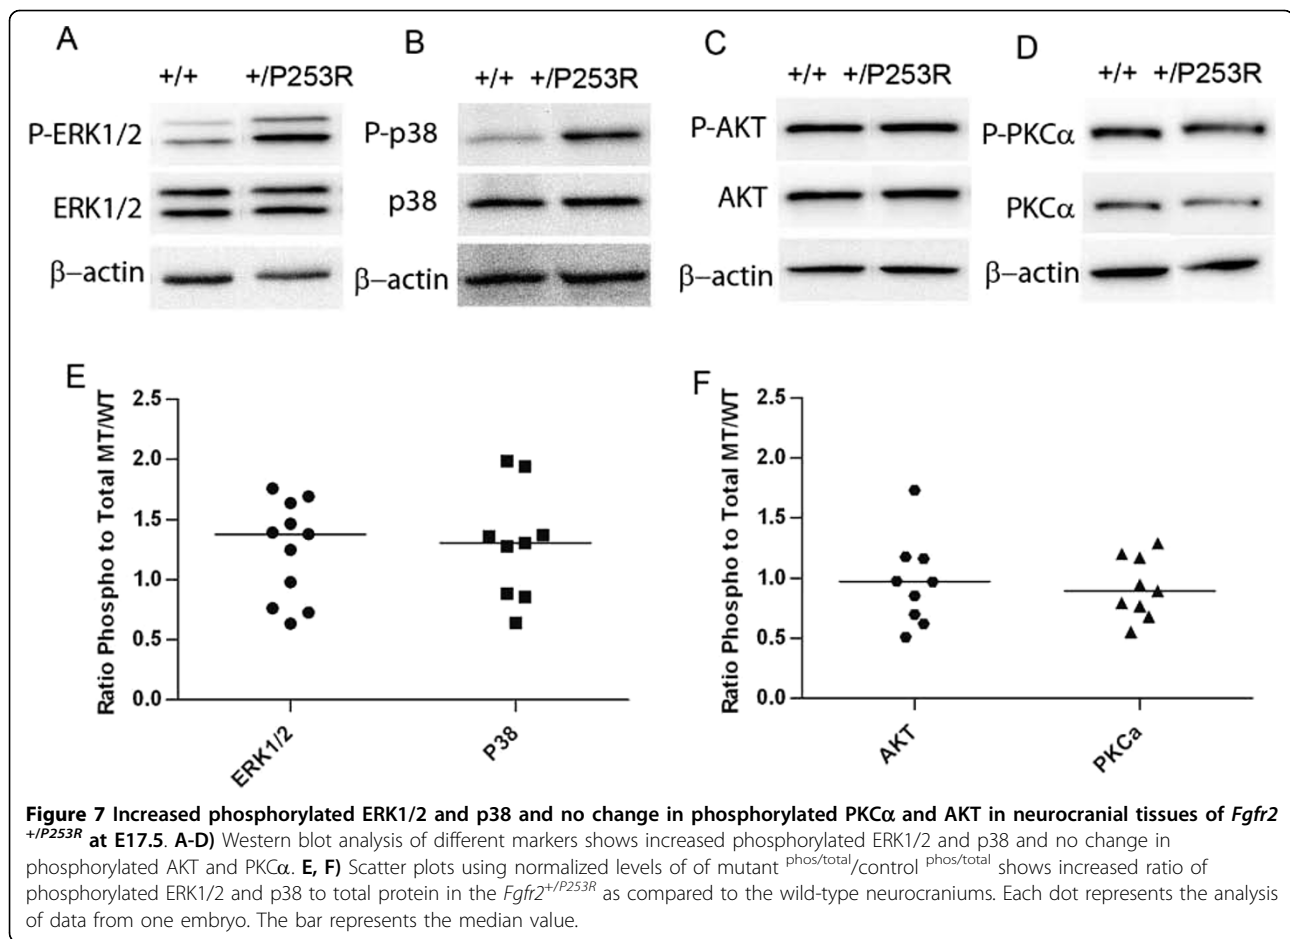 A
B
C
D
+/+ +/P253R
+/+ +/P253R
+/+ +/P253R
+/+ +/P253R
P-ERK1/2
ERK1/2
β–actin
P-p38
p38
β–actin
P-AKT
AKT
β–actin
P-PKCα
PKCα
β–actin
E
Ratio Phospho to Total MT/WT
2.5
2.0
1.5
1.0
0.5
0.0
ERK1/2
P38
F
Ratio Phospho to Total MT/WT
2.5
2.0
1.5
1.0
0.5
0.0
AKT
PKCa
Figure 7 Increased phosphorylated ERK1/2 and p38 and no change in phosphorylated PKCα and AKT in neurocranial tissues of Fgfr2
+/P253R at E17.5. A-D) Western blot analysis of different markers shows increased phosphorylated ERK1/2 and p38 and no change in
phosphorylated AKT and PKCα. E, F) Scatter plots using normalized levels of of mutant phos/total/control phos/total shows increased ratio of
phosphorylated ERK1/2 and p38 to total protein in the Fgfr2+/P253R as compared to the wild-type neurocraniums. Each dot represents the analysis
of data from one embryo. The bar represents the median value.